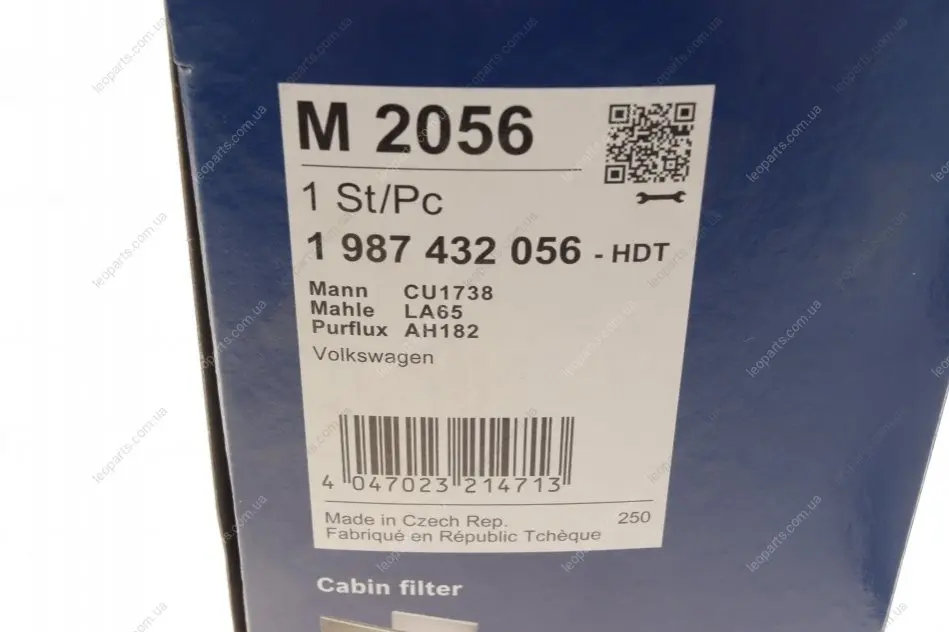 M 2056
1 St/Pc
1 987 432 056 - HDT
Mann CU1738
Mahle LA65
Purflux AH182
Volkswagen
4 047023 214713
Made in Czech Rep. 250
Fabriqué en Républic Tchèque
Cabin filter
leoparts.com.ua